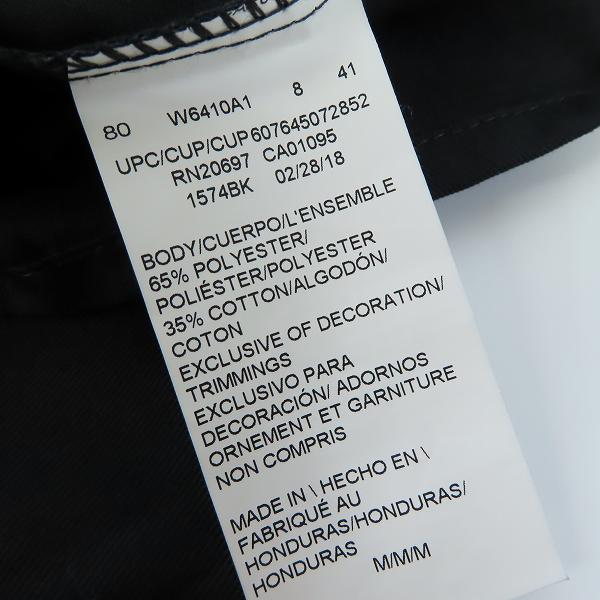 80 W6410A1 8 41
UPC/CUP/CUP607645072852
RN20697 CA01095
1574BK 02/28/18
BODY/CUERPO/L'ENSEMBLE
65% POLYESTER/
POLIÉSTER/POLYESTER
35% COTTON/ALGODÓN/
COTON
EXCLUSIVE OF DECORATION/
TRIMMINGS
EXCLUSIVO PARA
DECORACIÓN/ ADORNOS
ORNEMENT ET GARNITURE
NON COMPRIS
MADE IN \ HECHO EN \
FABRIQUÉ AU
HONDURAS/HONDURAS/
HONDURAS
M/M/M